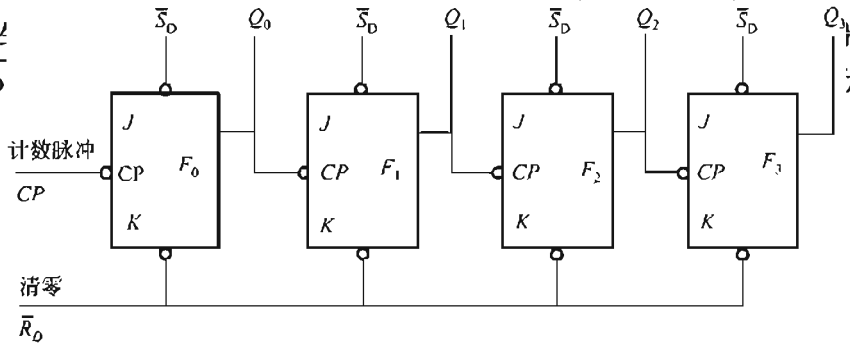 S̅D Q0 S̅D Q1 S̅D Q2 S̅D Q3
J J J J
计数脉冲
CP CP F0 CP F1 CP F2 CP F3
K K K K
清零
R̅D